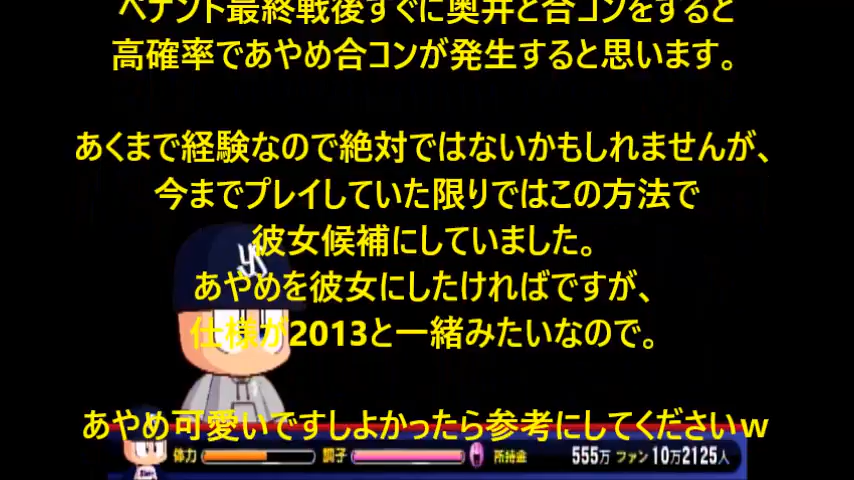 ペナント最終戦後すぐに奥井と合コンをすると
高確率であやめ合コンが発生すると思います。
あくまで経験なので絶対ではないかもしれませんが、
今までプレイしていた限りではこの方法で
彼女候補にしていました。
あやめを彼女にしたければですが、
仕様が2013と一緒みたいなので。
あやめ可愛いですしよかったら参考にしてくださいｗ
体力 調子 所持金 555万 ファン 10万2125人